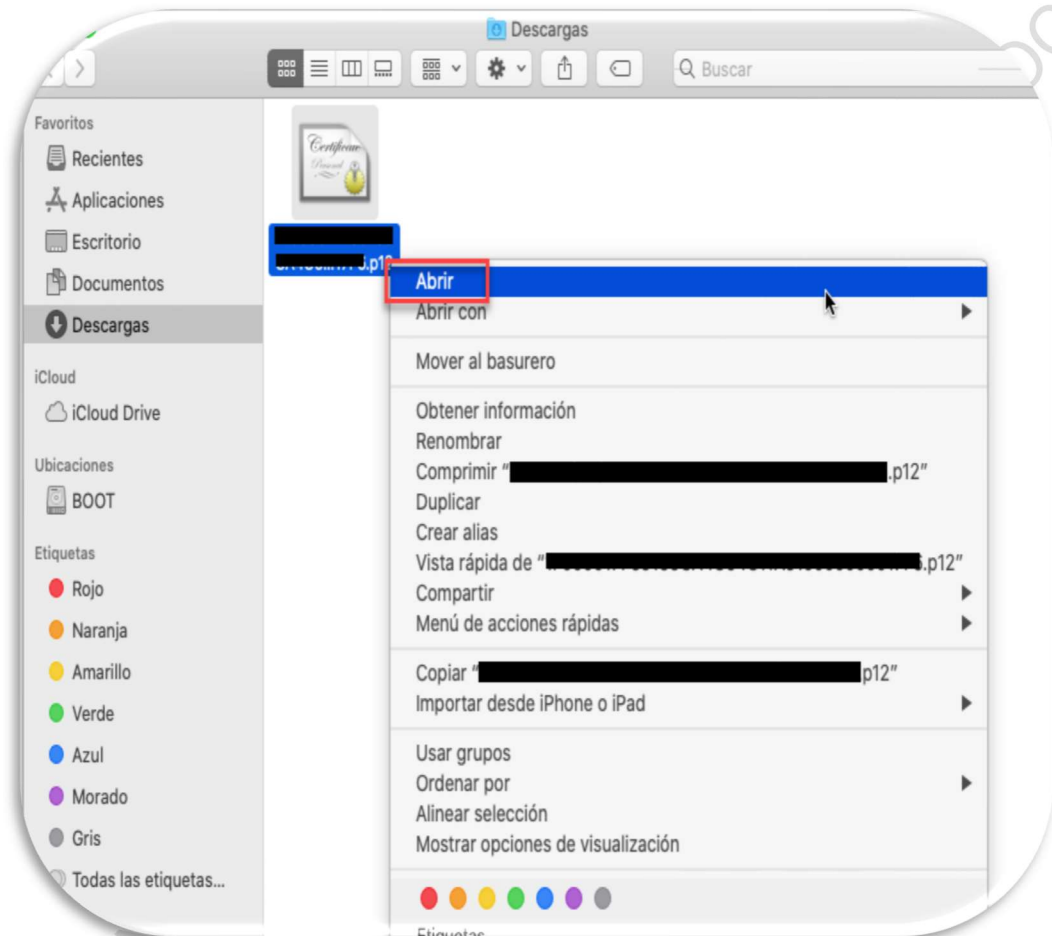 Descargas
Buscar
Favoritos
Recientes
Aplicaciones
Escritorio
Documentos
Descargas
iCloud
iCloud Drive
Ubicaciones
BOOT
Etiquetas
Rojo
Naranja
Amarillo
Verde
Azul
Morado
Gris
Todas las etiquetas...
.p12
Abrir
Abrir con
Mover al basurero
Obtener información
Renombrar
Comprimir “ .p12”
Duplicar
Crear alias
Vista rápida de “ .p12”
Compartir
Menú de acciones rápidas
Copiar “ p12”
Importar desde iPhone o iPad
Usar grupos
Ordenar por
Alinear selección
Mostrar opciones de visualización
Etiquetas